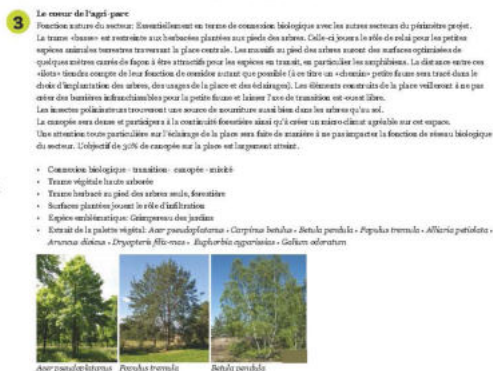 3
Le coeur de l'agri-parc
Fonction nature du secteur: Essentiellement en terme de connexion biologique avec les autres secteurs du périmètre projet.
La trame «basse» est restreinte aux herbacées plantées aux pieds des arbres. Celle-ci jouera le rôle de relai pour les petites
espèces animales terrestres traversant la place centrale. Les massifs au pied des arbres auront des surfaces optimisées de
quelques mètres carrés de façon à être attractifs pour les espèces en transit, en particulier les amphibiens. La distance entre ces
«îlots» tiendra compte de leur fonction de corridor autant que possible (à ce titre un «chemin» petite faune sera tracé dans le
choix d'implantation des arbres, des usages de la place et des éclairages). Les éléments construits de la place veilleront à ne pas
créer des barrières infranchissables pour la petite faune et laisser l'axe de transition est-ouest libre.
Les insectes pollinisateurs trouveront une source de nourriture aussi bien dans les arbres qu'au sol.
La canopée sera dense et participera à la continuité forestière ainsi qu'à créer un micro-climat agréable sur cet espace.
Une attention toute particulière sur l'éclairage de la place sera faite de manière à ne pas impacter la fonction de réseau biologique
du secteur. L'objectif de 30% de canopée sur la place est largement atteint.
• Connexion biologique - transition - canopée - mixité
• Trame végétale haute arborée
• Trame herbacé au pied des arbres seule, forestière
• Surfaces plantées jouent le rôle d'infiltration
• Espèce emblématique: Grimpereau des jardins
• Extrait de la palette végétal: Acer pseudoplatanus • Carpinus betulus • Betula pendula • Populus tremula • Alliaria petiolata •
Aruncus dioicus • Dryopteris filix-mas • Euphorbia cyparissias • Galium odoratum
Acer pseudoplatanus Populus tremula Betula pendula